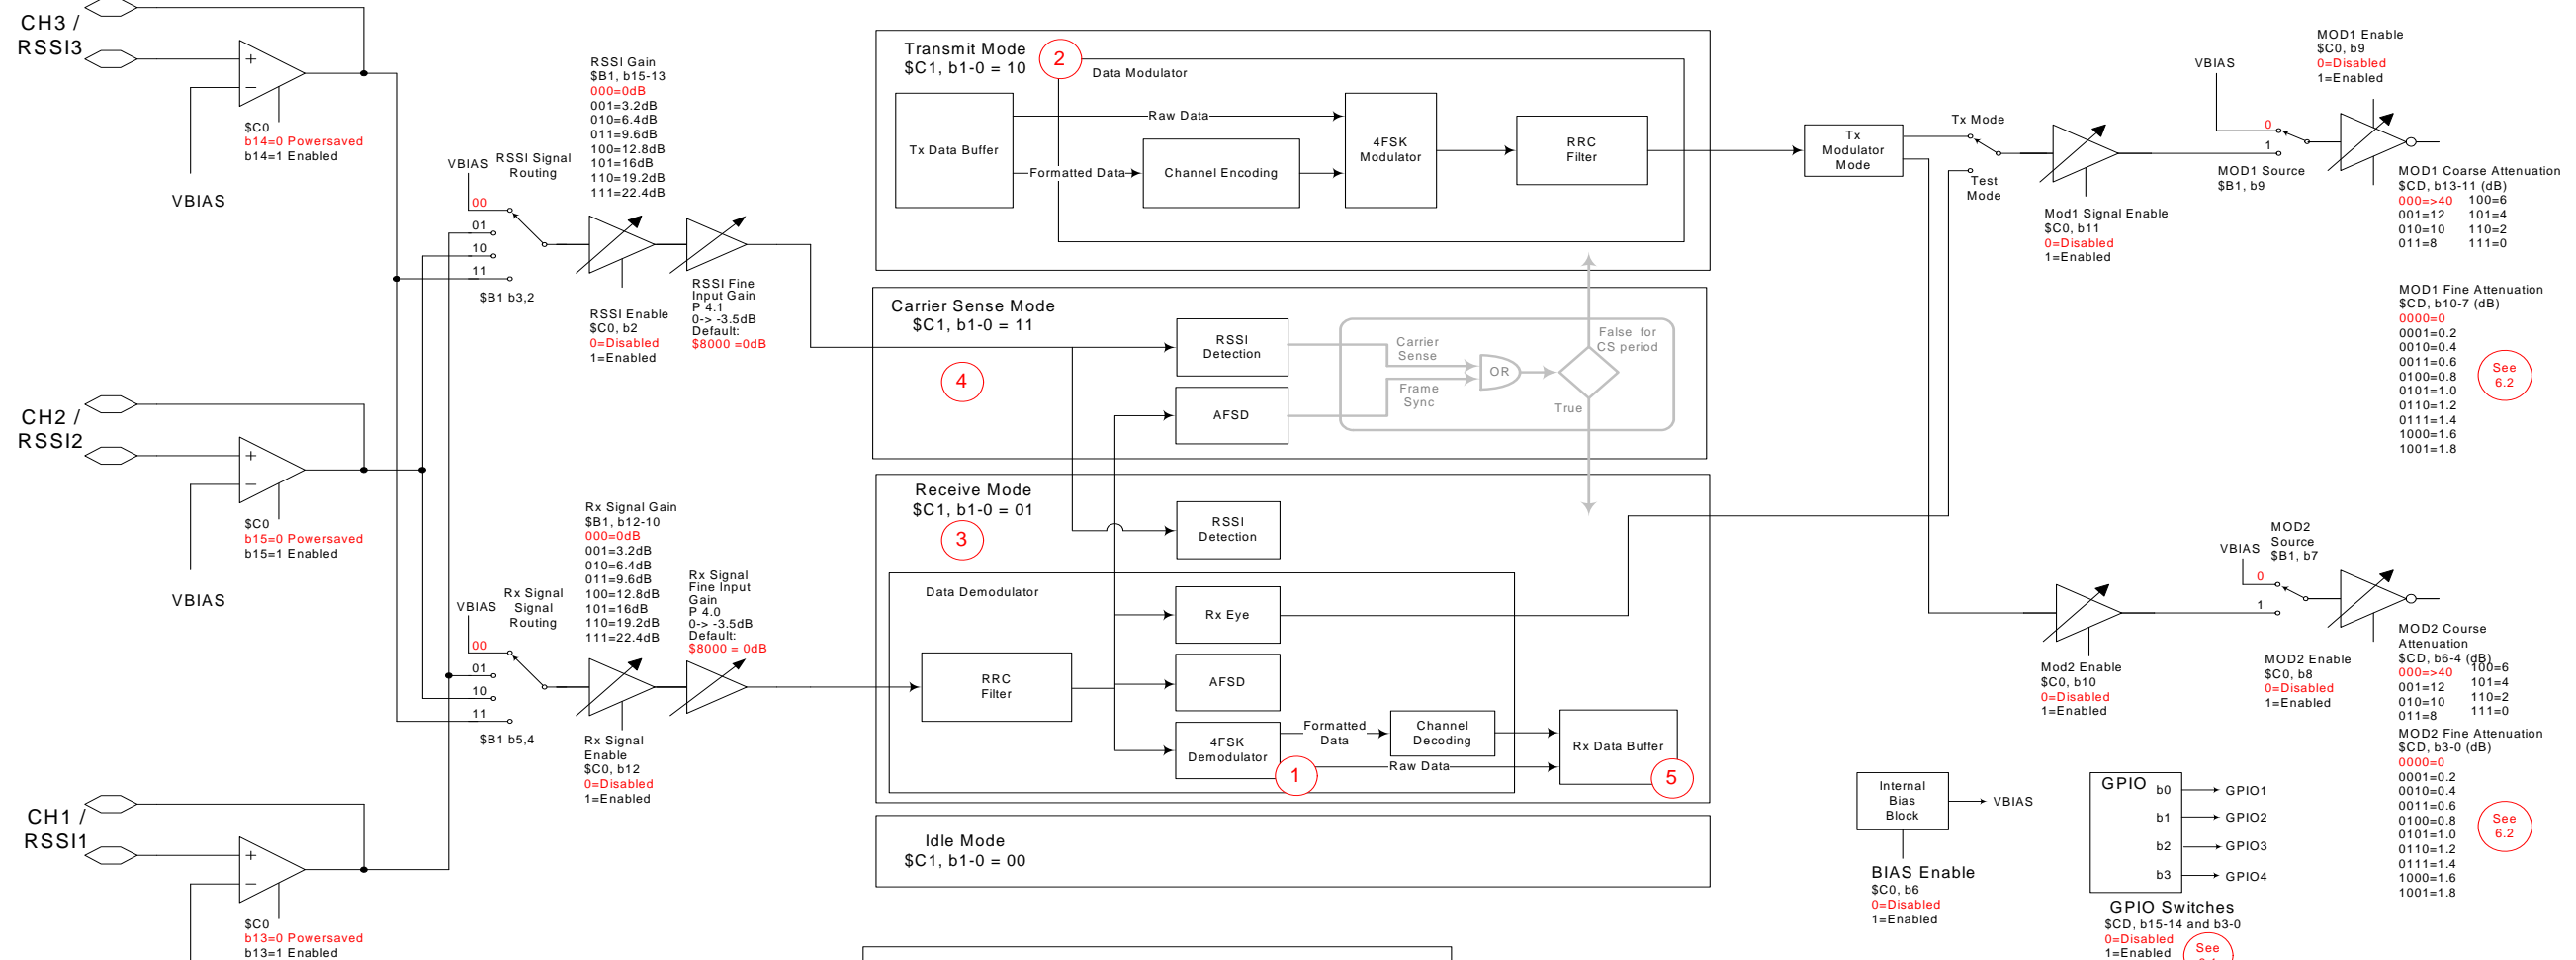 CH3 /
RSSI3
+
−
$C0
b14=0 Powersaved
b14=1 Enabled
VBIAS
CH2 /
RSSI2
+
−
$C0
b15=0 Powersaved
b15=1 Enabled
VBIAS
CH1 /
RSSI1
+
−
$C0
b13=0 Powersaved
b13=1 Enabled
RSSI Gain
$B1, b15-13
000=0dB
001=3.2dB
010=6.4dB
011=9.6dB
100=12.8dB
101=16dB
110=19.2dB
111=22.4dB
VBIAS
RSSI Signal
Routing
00
01
10
11
$B1 b3,2
RSSI Enable
$C0, b2
0=Disabled
1=Enabled
RSSI Fine
Input Gain
P 4.1
0-> -3.5dB
Default:
$8000 =0dB
Rx Signal Gain
$B1, b12-10
000=0dB
001=3.2dB
010=6.4dB
011=9.6dB
100=12.8dB
101=16dB
110=19.2dB
111=22.4dB
VBIAS
Rx Signal
Signal
Routing
00
01
10
11
$B1 b5,4
Rx Signal
Enable
$C0, b12
0=Disabled
1=Enabled
Rx Signal
Fine Input
Gain
P 4.0
0-> -3.5dB
Default:
$8000 = 0dB
Transmit Mode
$C1, b1-0 = 10
2
Data Modulator
Tx Data Buffer
Raw Data
Formatted Data
Channel Encoding
4FSK
Modulator
RRC
Filter
Carrier Sense Mode
$C1, b1-0 = 11
4
RSSI
Detection
AFSD
Carrier
Sense
Frame
Sync
OR
False for
CS period
True
Receive Mode
$C1, b1-0 = 01
3
RSSI
Detection
Data Demodulator
RRC
Filter
Rx Eye
AFSD
4FSK
Demodulator
1
Formatted
Data
Channel
Decoding
Raw Data
Rx Data Buffer
5
Idle Mode
$C1, b1-0 = 00
Tx
Modulator
Mode
Tx Mode
Test
Mode
Mod1 Signal Enable
$C0, b11
0=Disabled
1=Enabled
VBIAS
0
1
MOD1 Source
$B1, b9
MOD1 Enable
$C0, b9
0=Disabled
1=Enabled
MOD1 Coarse Attenuation
$CD, b13-11 (dB)
000=>40 100=6
001=12 101=4
010=10 110=2
011=8 111=0
MOD1 Fine Attenuation
$CD, b10-7 (dB)
0000=0
0001=0.2
0010=0.4
0011=0.6
0100=0.8
0101=1.0
0110=1.2
0111=1.4
1000=1.6
1001=1.8
See
6.2
Mod2 Enable
$C0, b10
0=Disabled
1=Enabled
MOD2
Source
$B1, b7
VBIAS
0
1
MOD2 Enable
$C0, b8
0=Disabled
1=Enabled
MOD2 Course
Attenuation
$CD, b6-4 (dB)
000=>40 100=6
001=12 101=4
010=10 110=2
011=8 111=0
MOD2 Fine Attenuation
$CD, b3-0 (dB)
0000=0
0001=0.2
0010=0.4
0011=0.6
0100=0.8
0101=1.0
0110=1.2
0111=1.4
1000=1.6
1001=1.8
See
6.2
Internal
Bias
Block
VBIAS
BIAS Enable
$C0, b6
0=Disabled
1=Enabled
GPIO
b0
GPIO1
b1
GPIO2
b2
GPIO3
b3
GPIO4
GPIO Switches
$CD, b15-14 and b3-0
0=Disabled
1=Enabled
See